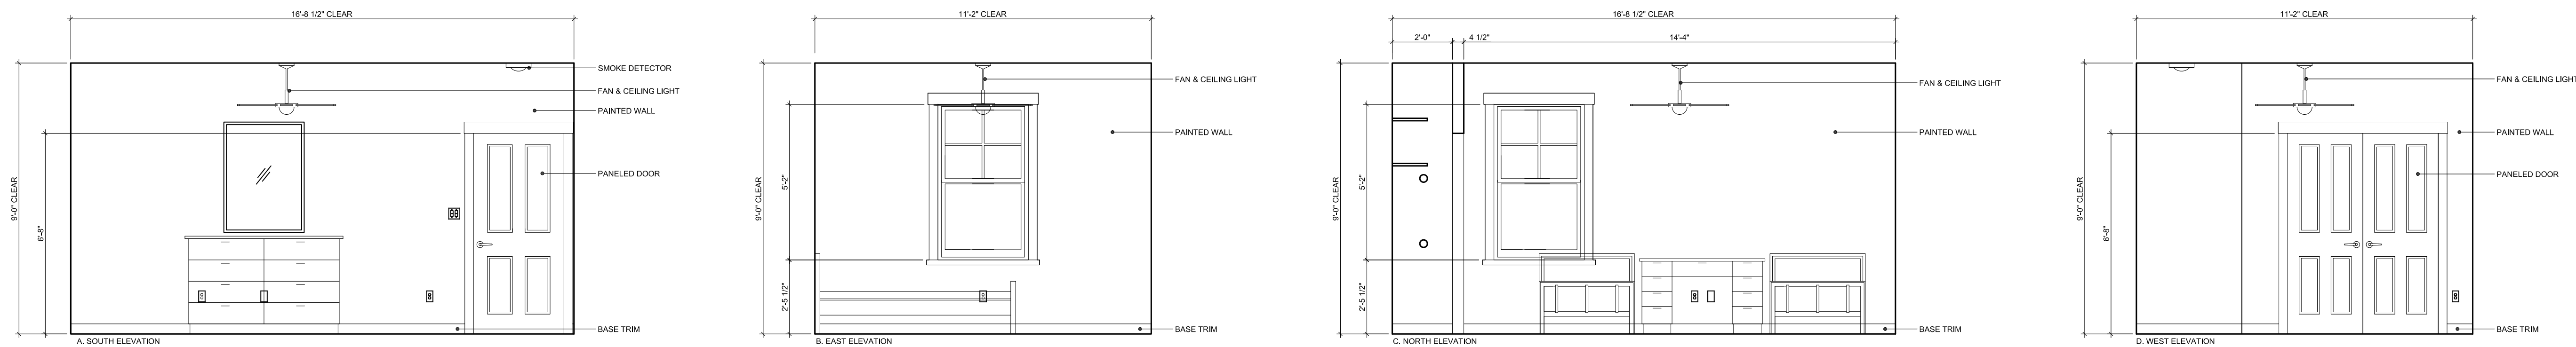 16'-8 1/2" CLEAR
9'-0" CLEAR
6'-8"
SMOKE DETECTOR
FAN & CEILING LIGHT
PAINTED WALL
PANELED DOOR
BASE TRIM
A. SOUTH ELEVATION
11'-2" CLEAR
9'-0" CLEAR
5'-2"
2'-5 1/2"
FAN & CEILING LIGHT
PAINTED WALL
BASE TRIM
B. EAST ELEVATION
16'-8 1/2" CLEAR
2'-0"
4 1/2"
14'-4"
9'-0" CLEAR
5'-2"
2'-5 1/2"
FAN & CEILING LIGHT
PAINTED WALL
BASE TRIM
C. NORTH ELEVATION
11'-2" CLEAR
9'-0" CLEAR
6'-8"
FAN & CEILING LIGHT
PAINTED WALL
PANELED DOOR
BASE TRIM
D. WEST ELEVATION